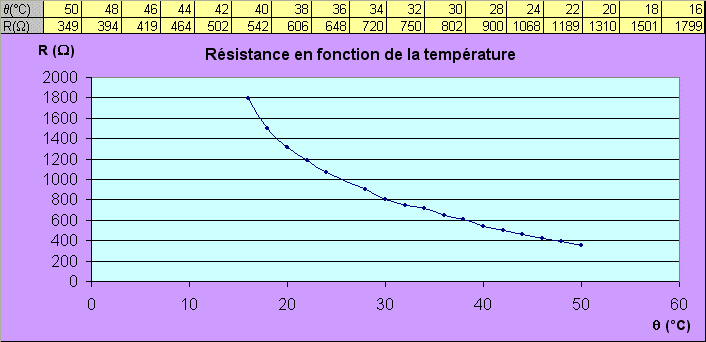 θ(°C) 50 48 46 44 42 40 38 36 34 32 30 28 24 22 20 18 16
R(Ω) 349 394 419 464 502 542 606 648 720 750 802 900 1068 1189 1310 1501 1799
R (Ω)
Résistance en fonction de la température
2000
1800
1600
1400
1200
1000
800
600
400
200
0
0 10 20 30 40 50 60
θ (°C)